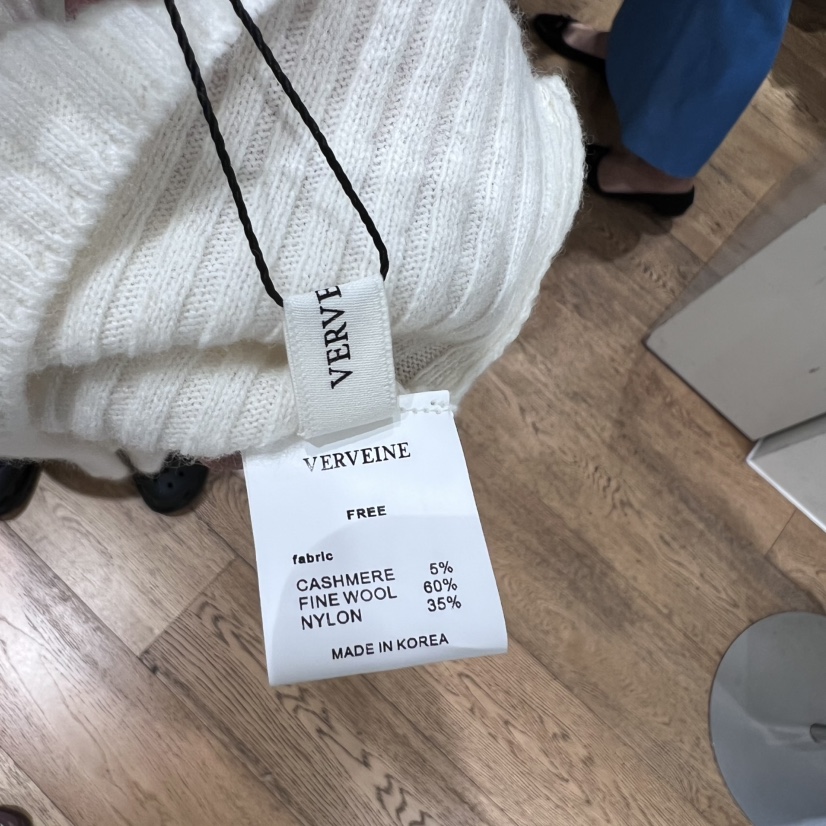 VERVE
VERVEINE
FREE
fabric
CASHMERE 5%
FINE WOOL 60%
NYLON 35%
MADE IN KOREA